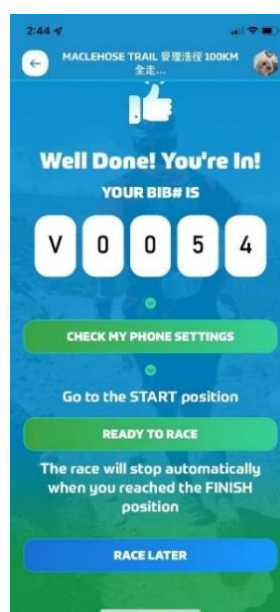 2:44
MACLEHOSE TRAIL 麥理浩徑 100KM
全走...
Well Done! You're In!
YOUR BIB# IS
V 0 0 5 4
CHECK MY PHONE SETTINGS
Go to the START position
READY TO RACE
The race will stop automatically
when you reached the FINISH
position
RACE LATER